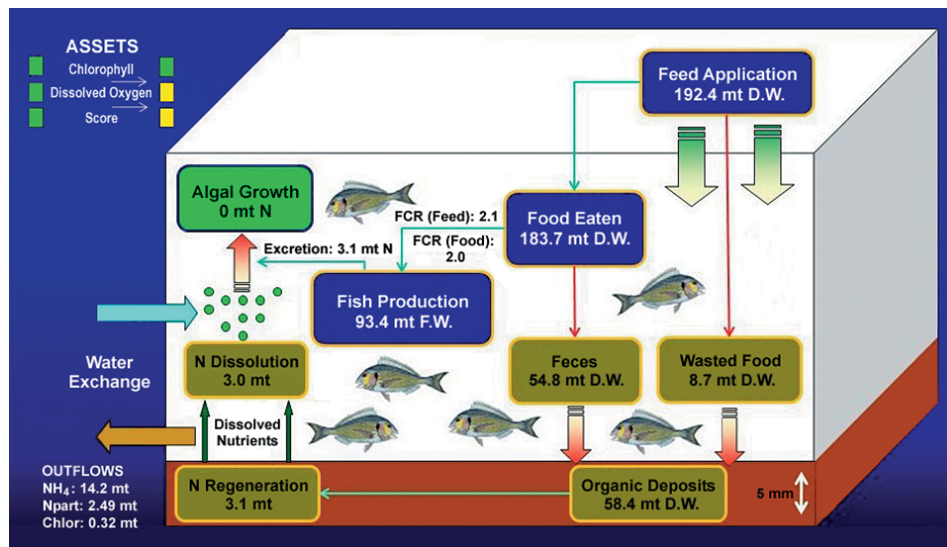 ASSETS
Chlorophyll
Dissolved Oxygen
Score
Feed Application
192.4 mt D.W.
Algal Growth
0 mt N
FCR (Feed): 2.1
FCR (Food):
2.0
Food Eaten
183.7 mt D.W.
Excretion: 3.1 mt N
Fish Production
93.4 mt F.W.
Water
Exchange
N Dissolution
3.0 mt
Feces
54.8 mt D.W.
Wasted Food
8.7 mt D.W.
Dissolved
Nutrients
OUTFLOWS
NH₄: 14.2 mt
Npart: 2.49 mt
Chlor: 0.32 mt
N Regeneration
3.1 mt
Organic Deposits
58.4 mt D.W.
5 mm